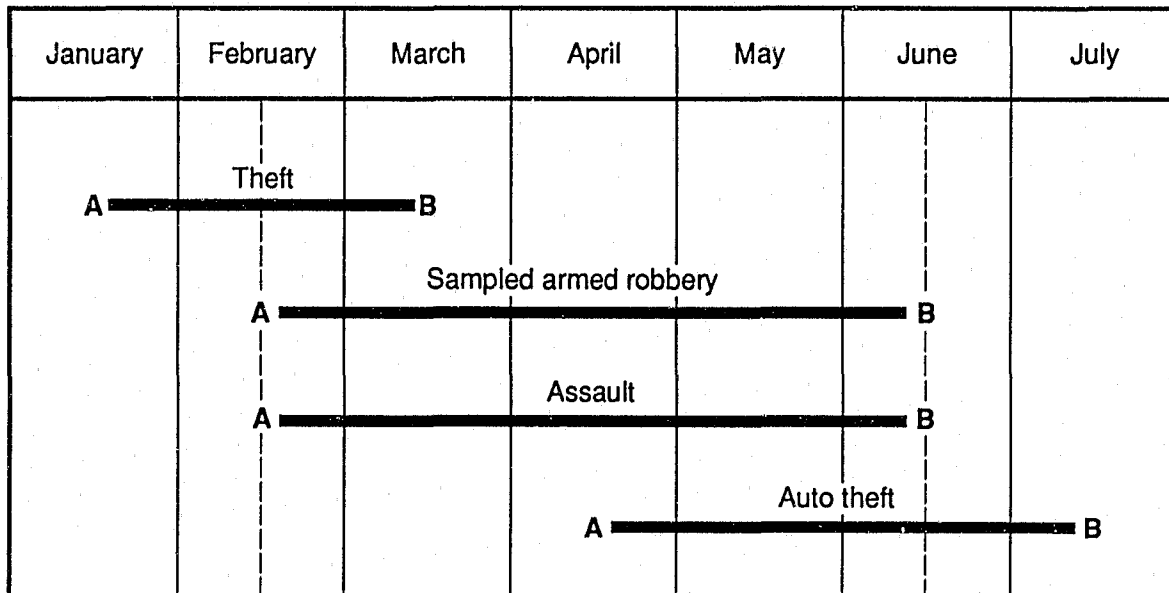 January February March April May June July
Theft
A B
Sampled armed robbery
A B
Assault
A B
Auto theft
A B